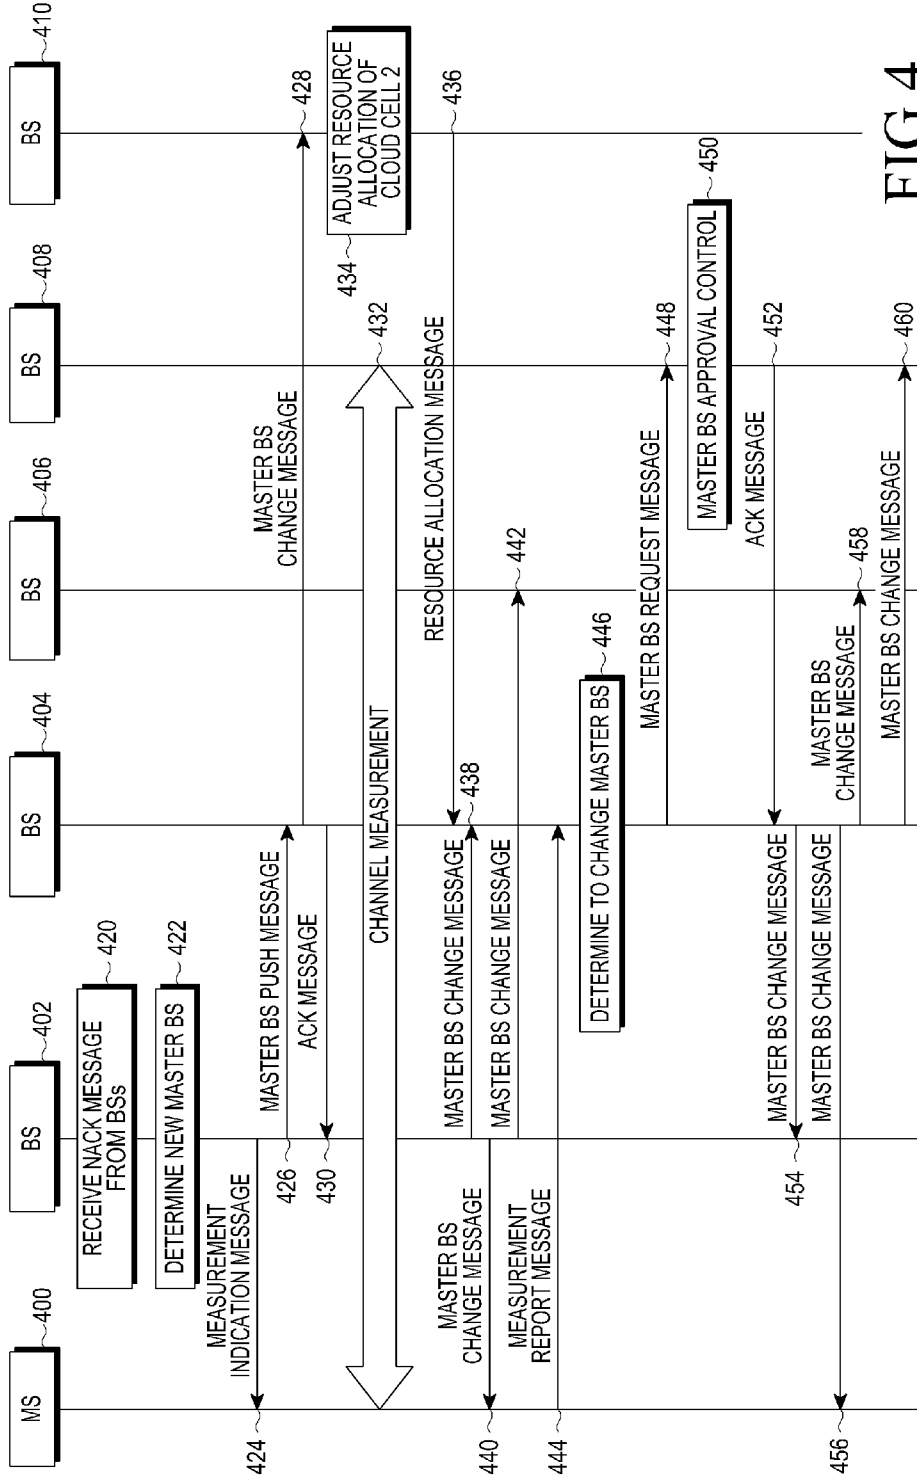 MS
400
BS
402
BS
404
BS
406
BS
408
BS
410
RECEIVE NACK MESSAGE
FROM BSs
420
DETERMINE NEW MASTER BS
422
MEASUREMENT
INDICATION MESSAGE
424
MASTER BS PUSH MESSAGE
426
MASTER BS
CHANGE MESSAGE
428
ACK MESSAGE
430
CHANNEL MEASUREMENT
432
434
ADJUST RESOURCE
ALLOCATION OF
CLOUD CELL 2
RESOURCE ALLOCATION MESSAGE
436
MASTER BS CHANGE MESSAGE
438
MASTER BS
CHANGE MESSAGE
440
MASTER BS CHANGE MESSAGE
442
MEASUREMENT
REPORT MESSAGE
444
DETERMINE TO CHANGE MASTER BS
446
MASTER BS REQUEST MESSAGE
448
MASTER BS APPROVAL CONTROL
450
ACK MESSAGE
452
MASTER BS CHANGE MESSAGE
454
MASTER BS CHANGE MESSAGE
456
MASTER BS
CHANGE MESSAGE
458
MASTER BS CHANGE MESSAGE
460
FIG.4